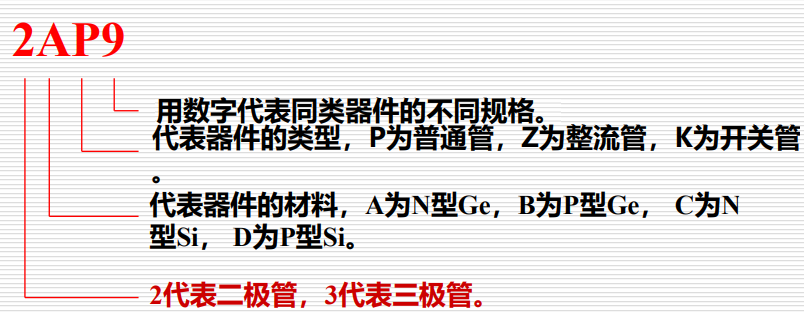 2AP9
用数字代表同类器件的不同规格。
代表器件的类型，P为普通管，Z为整流管，K为开关管
。
代表器件的材料，A为N型Ge，B为P型Ge， C为N
型Si， D为P型Si。
2代表二极管，3代表三极管。